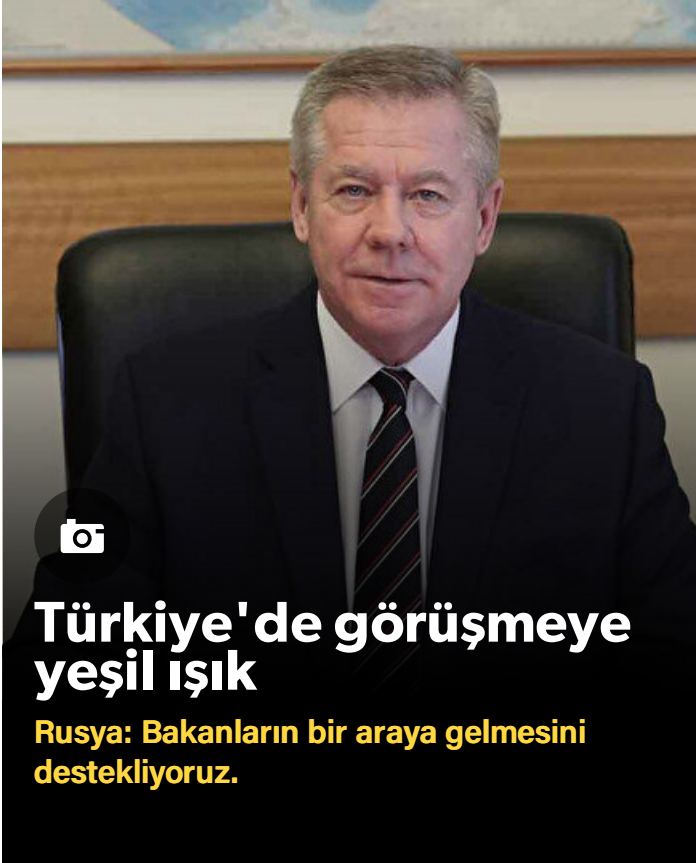 Türkiye'de görüşmeye
yeşil ışık
Rusya: Bakanların bir araya gelmesini
destekliyoruz.